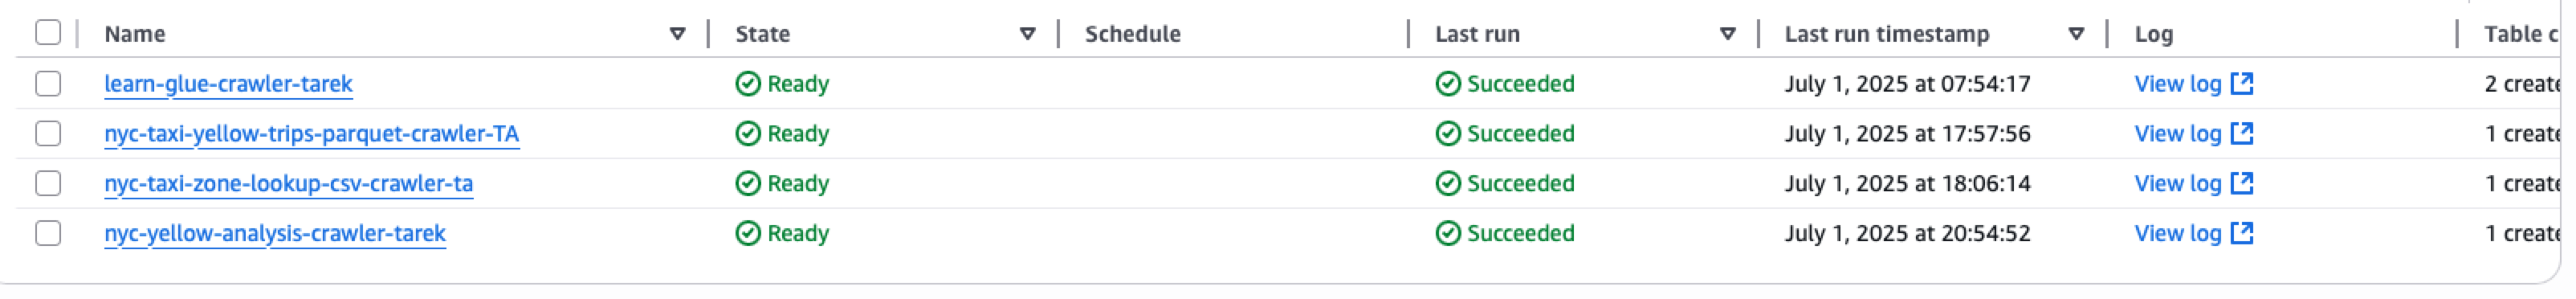 Name State Schedule Last run Last run timestamp Log Table c
learn-glue-crawler-tarek Ready Succeeded July 1, 2025 at 07:54:17 View log 2 create
nyc-taxi-yellow-trips-parquet-crawler-TA Ready Succeeded July 1, 2025 at 17:57:56 View log 1 create
nyc-taxi-zone-lookup-csv-crawler-ta Ready Succeeded July 1, 2025 at 18:06:14 View log 1 create
nyc-yellow-analysis-crawler-tarek Ready Succeeded July 1, 2025 at 20:54:52 View log 1 create